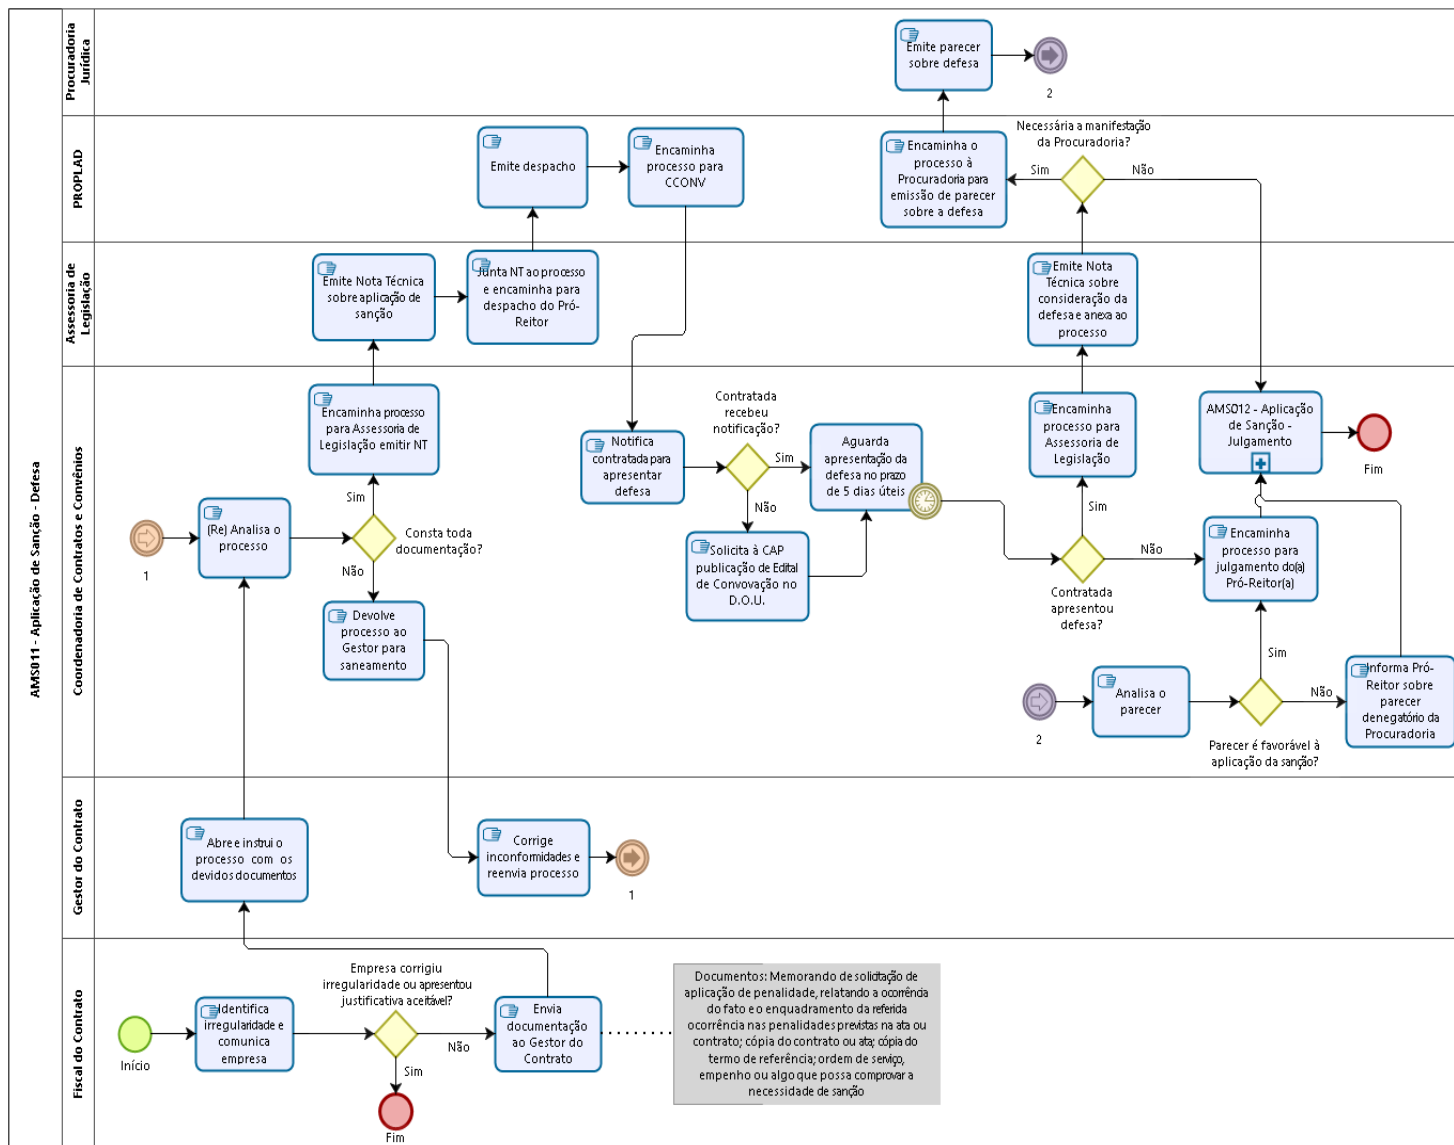 AMS011 - Aplicação de Sanção - Defesa
Procuradoria
Jurídica
Emite parecer
sobre defesa
2
PROPLAD
Emite despacho
Encaminha
processo para
CCONV
Encaminha o
processo à
Procuradoria para
emissão de parecer
sobre a defesa
Necessária a manifestação
da Procuradoria?
Sim
Não
Assessoria de
Legislação
Emite Nota Técnica
sobre aplicação de
sanção
Junta NT ao processo
e encaminha para
despacho do Pró-
Reitor
Emite Nota
Técnica sobre
consideração da
defesa e anexa ao
processo
Coordenadoria de Contratos e Convênios
1
(Re) Analisa o
processo
Encaminha processo
para Assessoria de
Legislação emitir NT
Sim
Consta toda
documentação?
Não
Devolve
processo ao
Gestor para
saneamento
Notifica
contratada para
apresentar
defesa
Contratada
recebeu
notificação?
Sim
Não
Solicita à CAP
publicação de Edital
de Convovação no
D.O.U.
Aguarda
apresentação da
defesa no prazo
de 5 dias úteis
Encaminha
processo para
Assessoria de
Legislação
Sim
Não
Contratada
apresentou
defesa?
AMS012 - Aplicação
de Sanção -
Julgamento
Fim
Encaminha
processo para
julgamento do(a)
Pró-Reitor(a)
Sim
2
Analisa o
parecer
Não
Parecer é favorável à
aplicação da sanção?
Informa Pró-
Reitor sobre
parecer
denegatório da
Procuradoria
Gestor do Contrato
Abre e instrui o
processo com os
devidos documentos
Corrige
inconformidades e
reenvia processo
1
Fiscal do Contrato
Início
Identifica
irregularidade e
comunica
empresa
Empresa corrigiu
irregularidade ou apresentou
justificativa aceitável?
Não
Sim
Fim
Envia
documentação
ao Gestor do
Contrato
Documentos: Memorando de solicitação de
aplicação de penalidade, relatando a ocorrência
do fato e o enquadramento da referida
ocorrência nas penalidades previstas na ata ou
contrato; cópia do contrato ou ata; cópia do
termo de referência; ordem de serviço,
empenho ou algo que possa comprovar a
necessidade de sanção